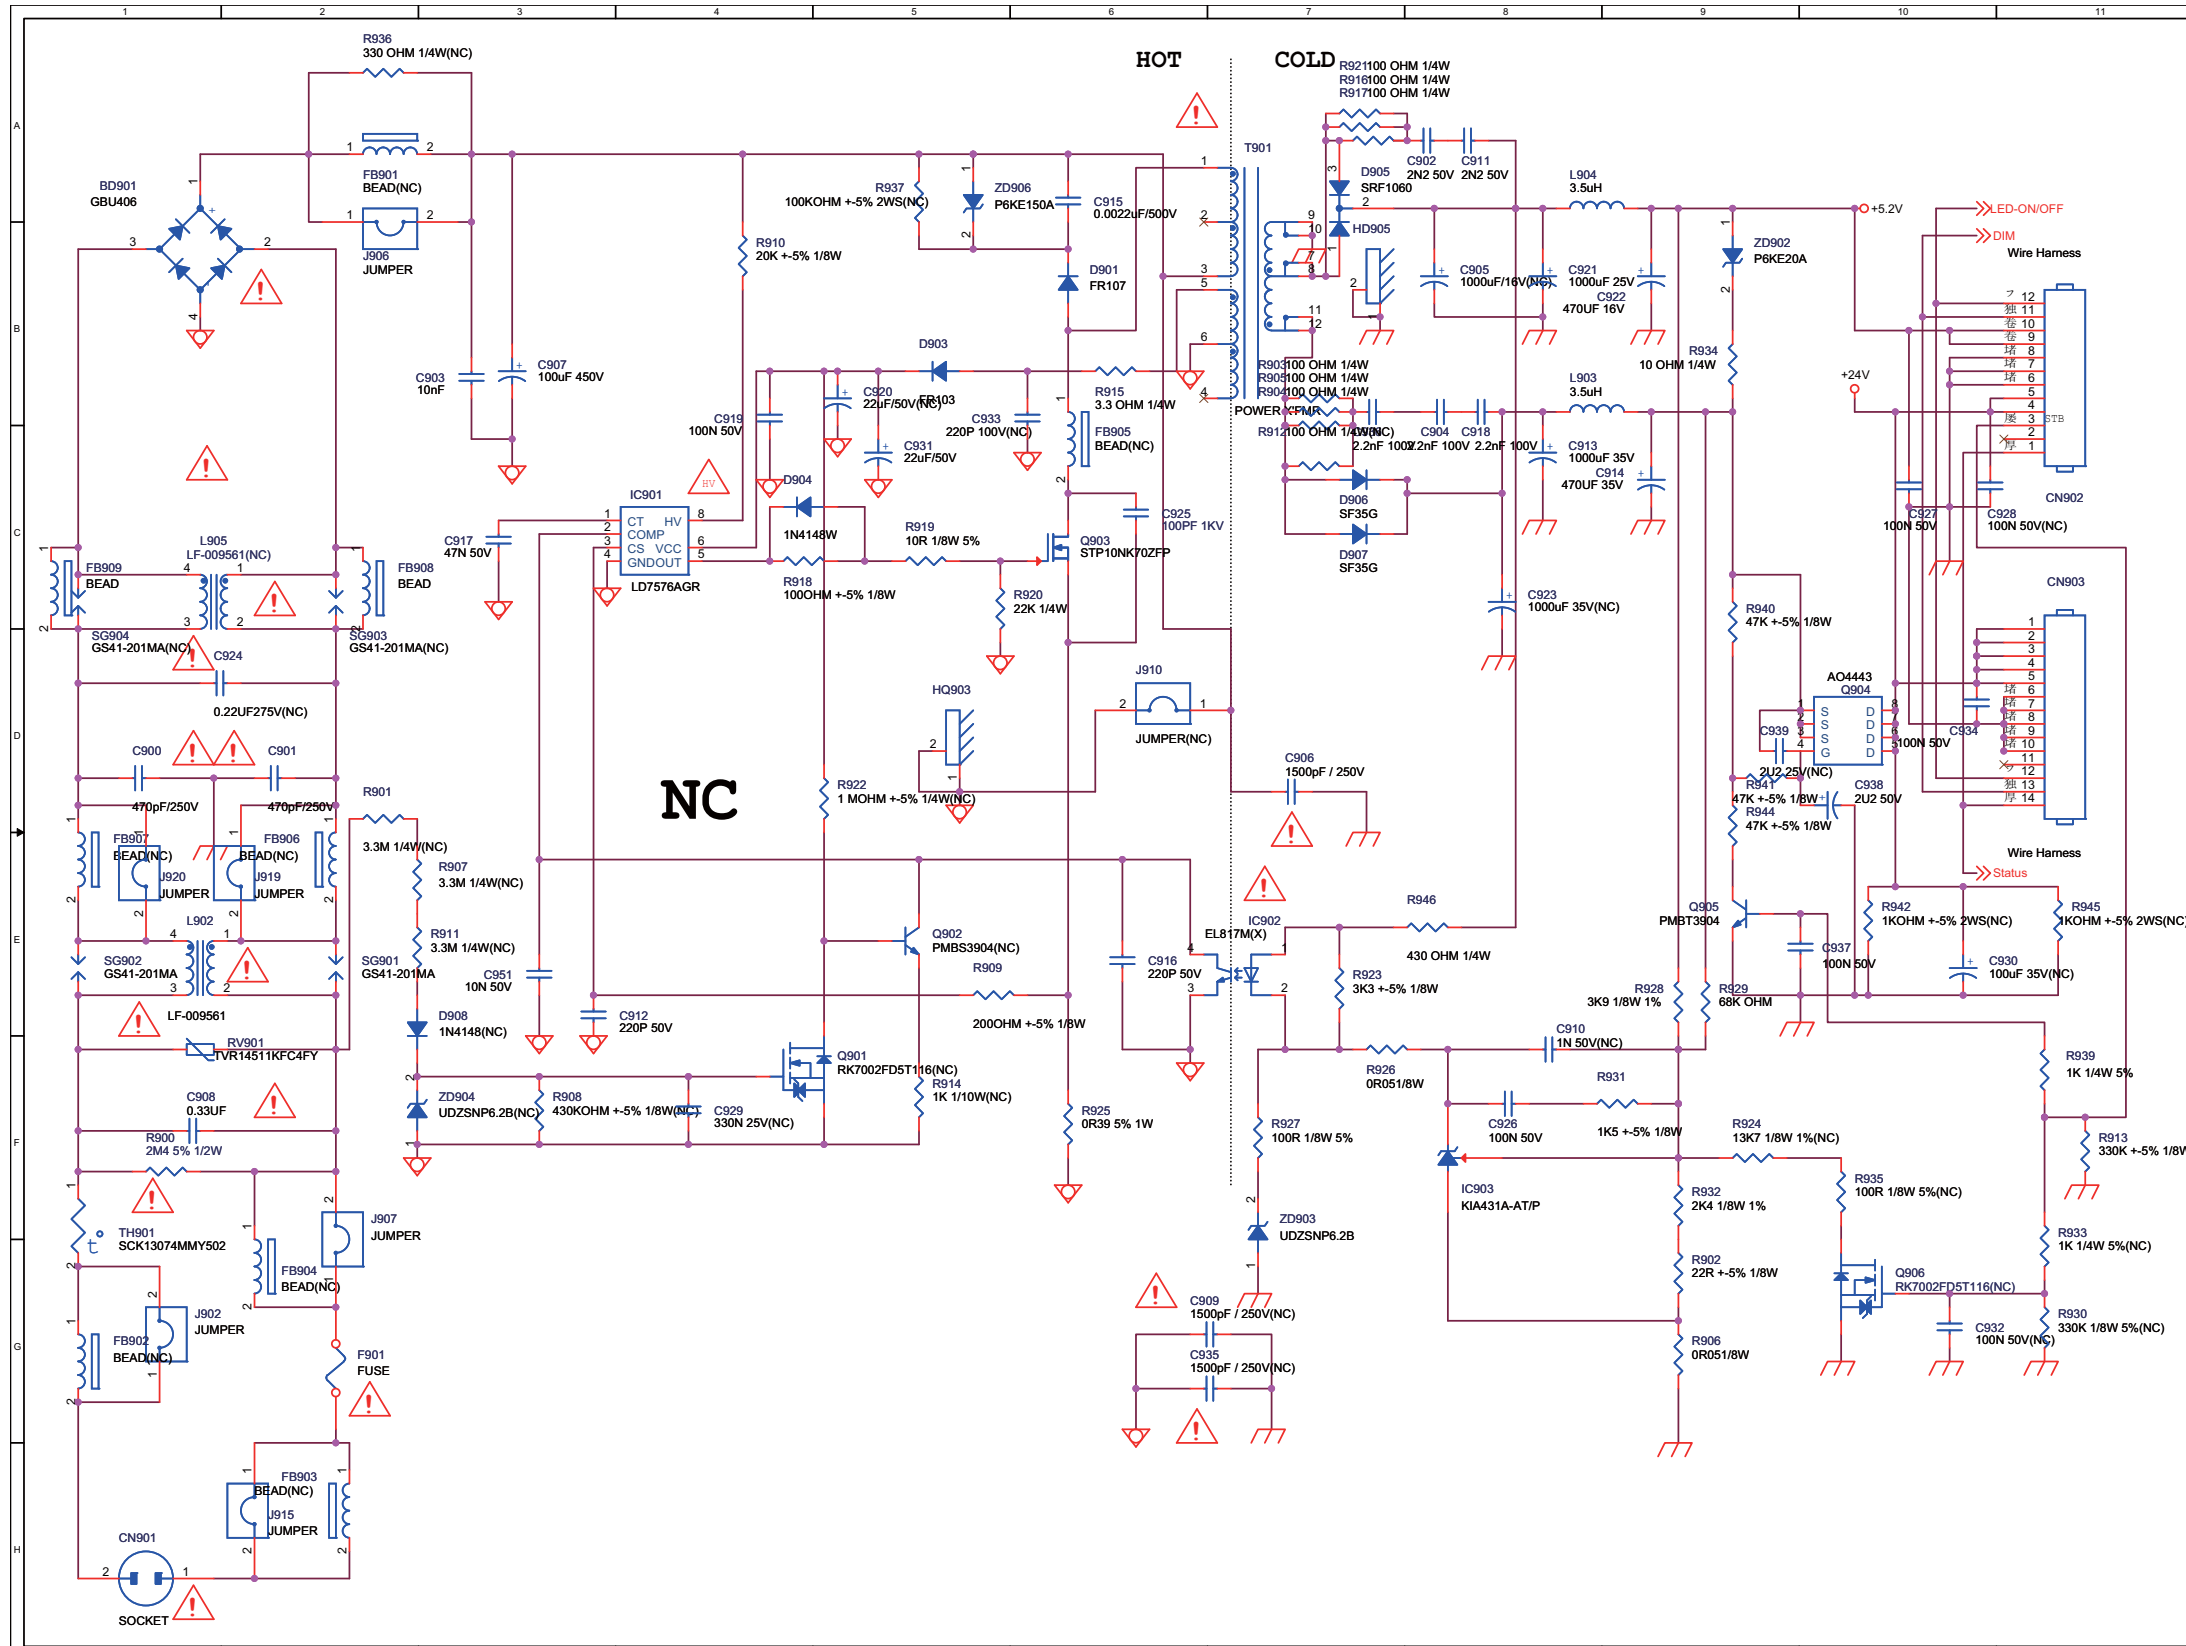 1 2 3 4 5 6 7 8 9 10 11
A
B
C
D
E
F
G
H
HOT
COLD
NC
R936
330 OHM 1/4W(NC)
FB901
BEAD(NC)
J906
JUMPER
BD901
GBU406
C903
10nF
C907
100uF 450V
R910
20K +-5% 1/8W
R937
100KOHM +-5% 2WS(NC)
ZD906
P6KE150A
C915
0.0022uF/500V
D901
FR107
D903
FR103
C919
100N 50V
C920
22uF/50V(NC)
C931
22uF/50V
C933
220P 100V(NC)
R915
3.3 OHM 1/4W
FB905
BEAD(NC)
T901
POWER X'FMR
R921 100 OHM 1/4W
R916 100 OHM 1/4W
R917 100 OHM 1/4W
C902
2N2 50V
C911
2N2 50V
D905
SRF1060
HD905
L904
3.5uH
C905
1000uF/16V(NC)
C921
1000uF 25V
C922
470UF 16V
ZD902
P6KE20A
R934
10 OHM 1/4W
+5.2V
+24V
LED-ON/OFF
DIM
Wire Harness
STB
CN902
R903 100 OHM 1/4W
R905 100 OHM 1/4W
R904 100 OHM 1/4W
R912 100 OHM 1/4W(NC)
2.2nF 100V
C904
2.2nF 100V
C918
2.2nF 100V
L903
3.5uH
C913
1000uF 35V
C914
470UF 35V
D906
SF35G
D907
SF35G
C923
1000uF 35V(NC)
C927
100N 50V
C928
100N 50V(NC)
HV
IC901
CT
COMP
CS
GND
HV
VCC
OUT
LD7576AGR
C917
47N 50V
D904
1N4148W
R918
100OHM +-5% 1/8W
R919
10R 1/8W 5%
R920
22K 1/4W
Q903
STP10NK70ZFP
C925
100PF 1KV
L905
LF-009561(NC)
FB909
BEAD
FB908
BEAD
SG904
GS41-201MA(NC)
SG903
GS41-201MA(NC)
C924
0.22UF275V(NC)
C900
470pF/250V
C901
470pF/250V
FB907
BEAD(NC)
FB906
BEAD(NC)
J920
JUMPER
J919
JUMPER
L902
LF-009561
SG902
GS41-201MA
SG901
GS41-201MA
RV901
TVR14511KFC4FY
C908
0.33UF
R900
2M4 5% 1/2W
TH901
SCK13074MMY502
t°
FB904
BEAD(NC)
J907
JUMPER
J902
JUMPER
FB902
BEAD(NC)
F901
FUSE
FB903
BEAD(NC)
J915
JUMPER
CN901
SOCKET
R901
3.3M 1/4W(NC)
R907
3.3M 1/4W(NC)
R911
3.3M 1/4W(NC)
D908
1N4148(NC)
ZD904
UDZSNP6.2B(NC)
R908
430KOHM +-5% 1/8W(NC)
C929
330N 25V(NC)
C951
10N 50V
C912
220P 50V
Q901
RK7002FD5T116(NC)
R914
1K 1/10W(NC)
R922
1 MOHM +-5% 1/4W(NC)
Q902
PMBS3904(NC)
R909
200OHM +-5% 1/8W
R925
0R39 5% 1W
HQ903
J910
JUMPER(NC)
C906
1500pF / 250V
C916
220P 50V
IC902
EL817M(X)
R946
430 OHM 1/4W
R923
3K3 +-5% 1/8W
R926
0R051/8W
R927
100R 1/8W 5%
ZD903
UDZSNP6.2B
C909
1500pF / 250V(NC)
C935
1500pF / 250V(NC)
C910
1N 50V(NC)
C926
100N 50V
R931
1K5 +-5% 1/8W
IC903
KIA431A-AT/P
R928
3K9 1/8W 1%
R929
68K OHM
R924
13K7 1/8W 1%(NC)
R932
2K4 1/8W 1%
R902
22R +-5% 1/8W
R906
0R051/8W
R935
100R 1/8W 5%(NC)
Q906
RK7002FD5T116(NC)
C932
100N 50V(NC)
R930
330K 1/8W 5%(NC)
R933
1K 1/4W 5%(NC)
R939
1K 1/4W 5%
R913
330K +-5% 1/8W
R940
47K +-5% 1/8W
AO4443
Q904
S D
S D
S D
G D
C939
2U2 25V(NC)
R941
47K +-5% 1/8W
R944
47K +-5% 1/8W
C938
2U2 50V
C934
100N 50V
CN903
Wire Harness
Status
Q905
PMBT3904
R942
1KOHM +-5% 2WS(NC)
R945
1KOHM +-5% 2WS(NC)
C937
100N 50V
C930
100uF 35V(NC)